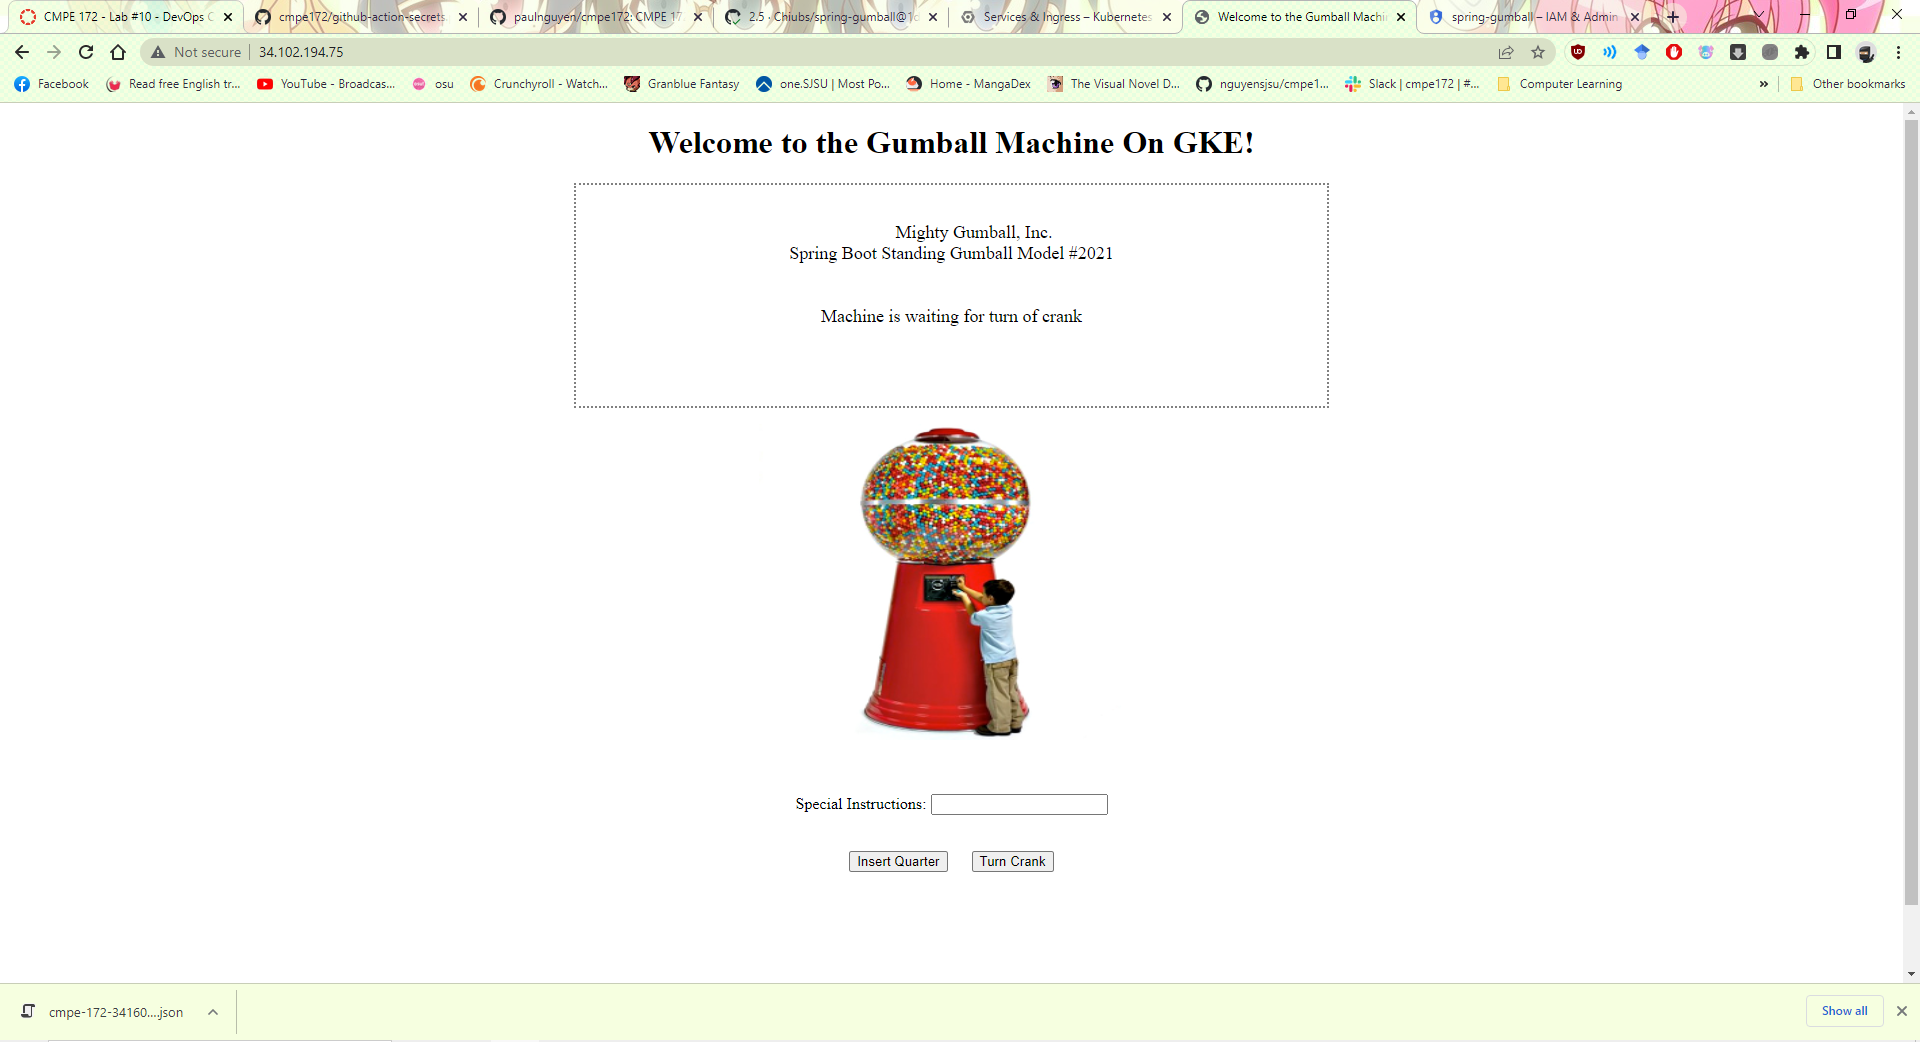 CMPE 172 - Lab #10 - DevOps
cmpe172/github-action-secrets
paulnguyen/cmpe172: CMPE 17
2.5 · Chiubs/spring-gumball@1
Services & Ingress – Kubernetes
Welcome to the Gumball Machi
spring-gumball – IAM & Admin
Not secure
34.102.194.75
Facebook
Read free English tr...
YouTube - Broadcas...
osu
Crunchyroll - Watch...
Granblue Fantasy
one.SJSU | Most Po...
Home - MangaDex
The Visual Novel D...
nguyensjsu/cmpe1...
Slack | cmpe172 | #...
Computer Learning
»
Other bookmarks
Welcome to the Gumball Machine On GKE!
Mighty Gumball, Inc.
Spring Boot Standing Gumball Model #2021
Machine is waiting for turn of crank
Special Instructions:
Insert Quarter
Turn Crank
cmpe-172-34160....json
Show all